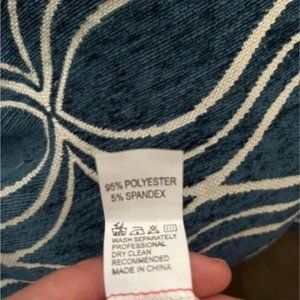 95% POLYESTER
5% SPANDEX
WASH SEPARATELY
PROFESSIONAL
DRY CLEAN
RECOMMENDED
MADE IN CHINA